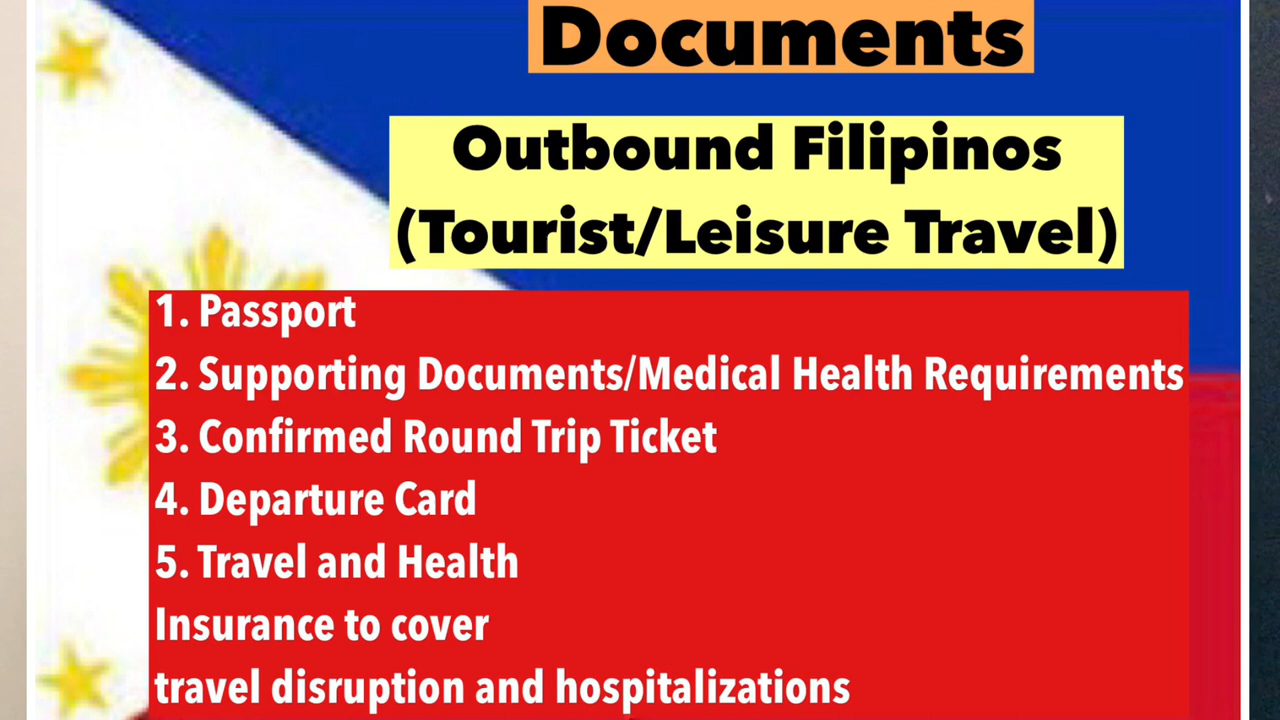 Documents
Outbound Filipinos
(Tourist/Leisure Travel)
1. Passport
2. Supporting Documents/Medical Health Requirements
3. Confirmed Round Trip Ticket
4. Departure Card
5. Travel and Health
Insurance to cover
travel disruption and hospitalizations